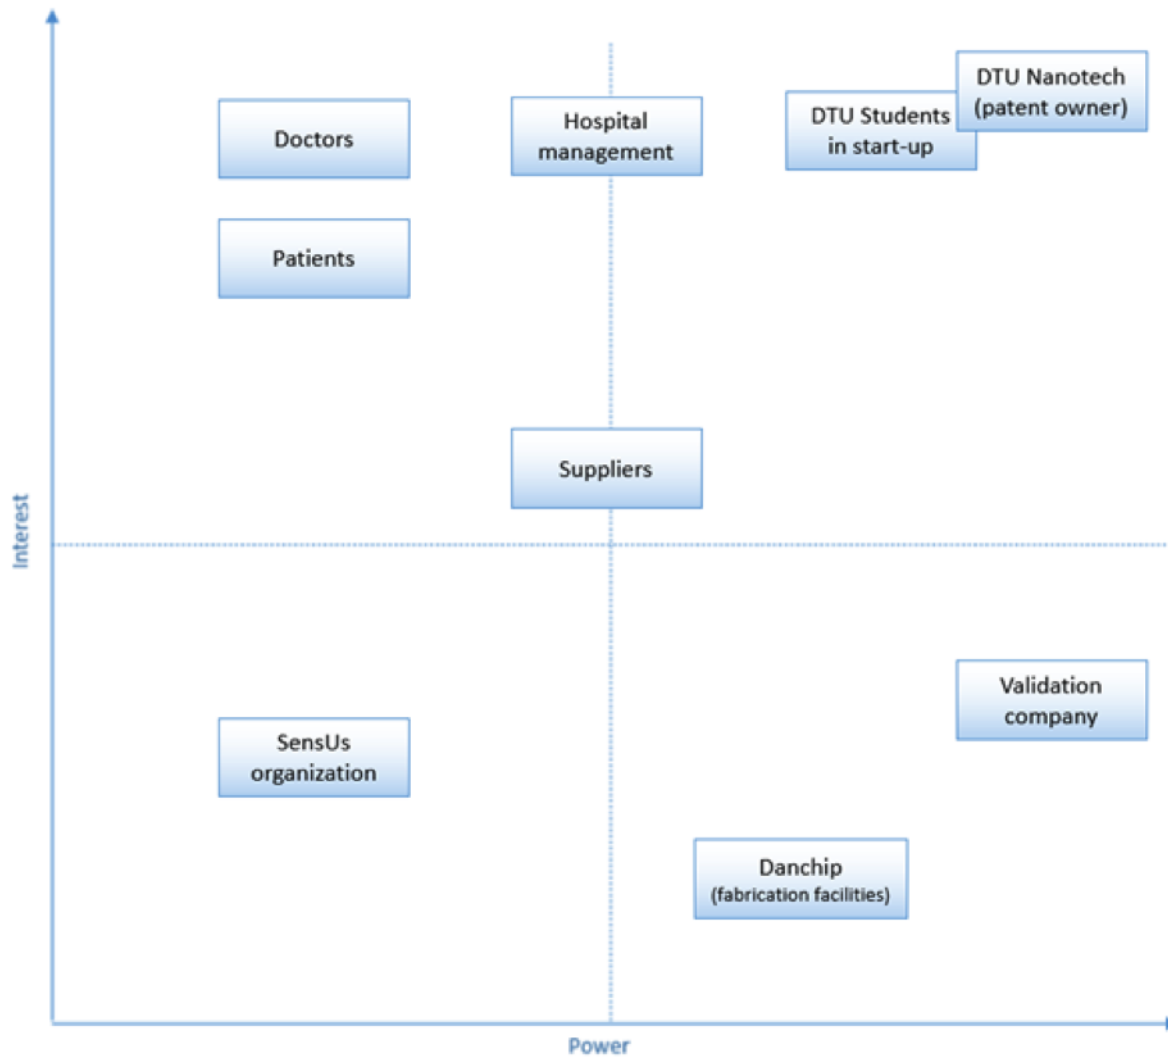 DTU Nanotech
(patent owner)
Doctors
Hospital
management
DTU Students
in start-up
Patients
Suppliers
Interest
Validation
company
SensUs
organization
Danchip
(fabrication facilities)
Power